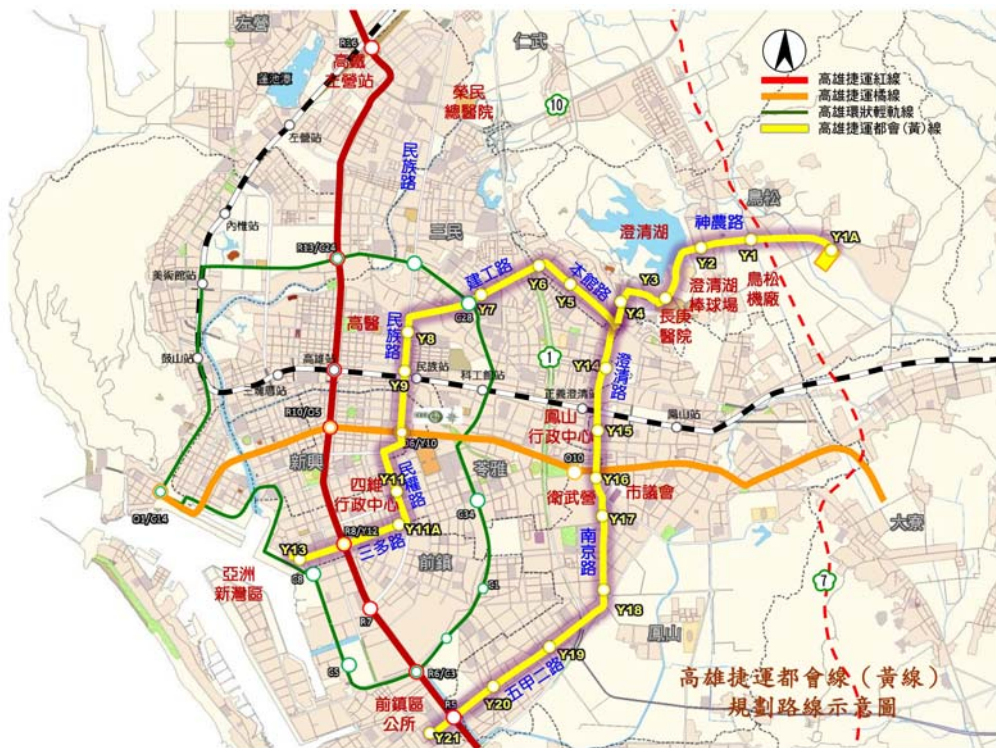 左營
R16
高鐵
左營站
蓮池潭
左營站
仁武
榮民
總醫院
10
高雄捷運紅線
高雄捷運橘線
高雄環狀輕軌線
高雄捷運都會(黃)線
民族路
內惟站
三民
R13/C24
美術館站
鼓山站
澄清湖
神農路
鳥松
Y1A
Y1
Y2
Y3
Y4
Y5
Y6
建工路
本館路
Y7
C28
澄清湖
棒球場
鳥松
機廠
長庚
醫院
高醫
民族路
Y8
Y9
高雄站
三塊厝站
民族站
科工館站
1
Y14
澄清路
正義澄清站
鳳山站
R10/O5
鳳山
行政中心
Y15
新興
民權路
苓雅
O10
Y16
衛武營
市議會
四維
行政中心
Y11
O1/C14
Y11A
C34
Y17
大寮
R8/Y12
三多路
Y13
前鎮
南京路
亞洲
新灣區
C8
C1
7
R7
Y18
鳳山
C5
R6/C3
Y19
五甲二路
Y20
前鎮區
公所
R5
Y21
高雄捷運都會線（黃線）
規劃路線示意圖